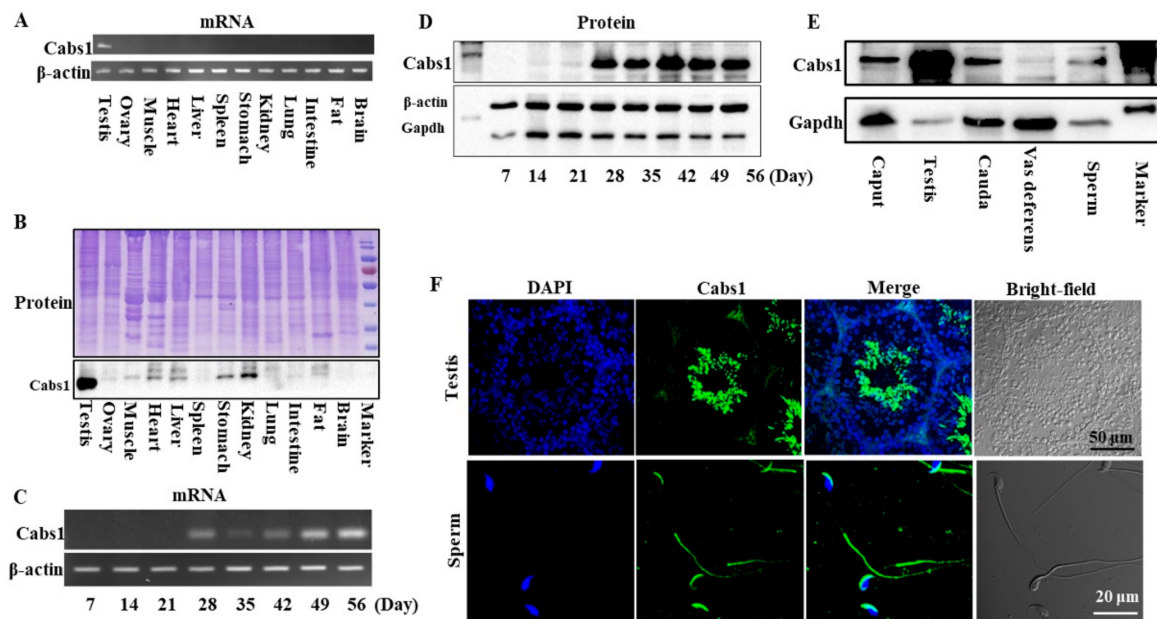 A
mRNA
Cabs1
β-actin
Testis
Ovary
Muscle
Heart
Liver
Spleen
Stomach
Kidney
Lung
Intestine
Fat
Brain
B
Protein
Cabs1
Testis
Ovary
Muscle
Heart
Liver
Spleen
Stomach
Kidney
Lung
Intestine
Fat
Brain
Marker
C
mRNA
Cabs1
β-actin
7 14 21 28 35 42 49 56 (Day)
D
Protein
Cabs1
β-actin
Gapdh
7 14 21 28 35 42 49 56 (Day)
E
Cabs1
Gapdh
Caput
Testis
Cauda
Vas deferens
Sperm
Marker
F
DAPI Cabs1 Merge Bright-field
Testis
50 μm
Sperm
20 μm